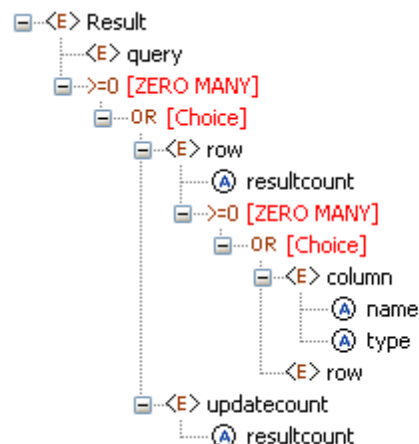 <E> Result
<E> query
>=0 [ZERO MANY]
OR [Choice]
<E> row
A resultcount
>=0 [ZERO MANY]
OR [Choice]
<E> column
A name
A type
<E> row
<E> updatecount
A resultcount